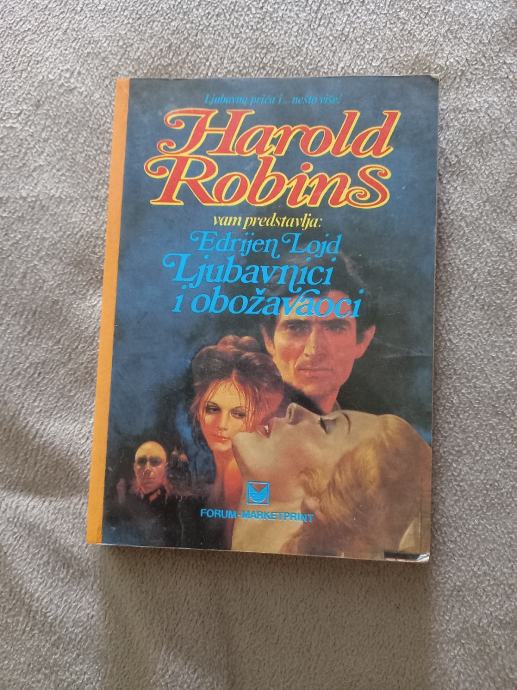 Ljubavna priča i... nešto više!
Harold
Robins
vam predstavlja:
Edrijen Lojd
Ljubavnici
i obožavaoci
FORUM-MARKETPRINT